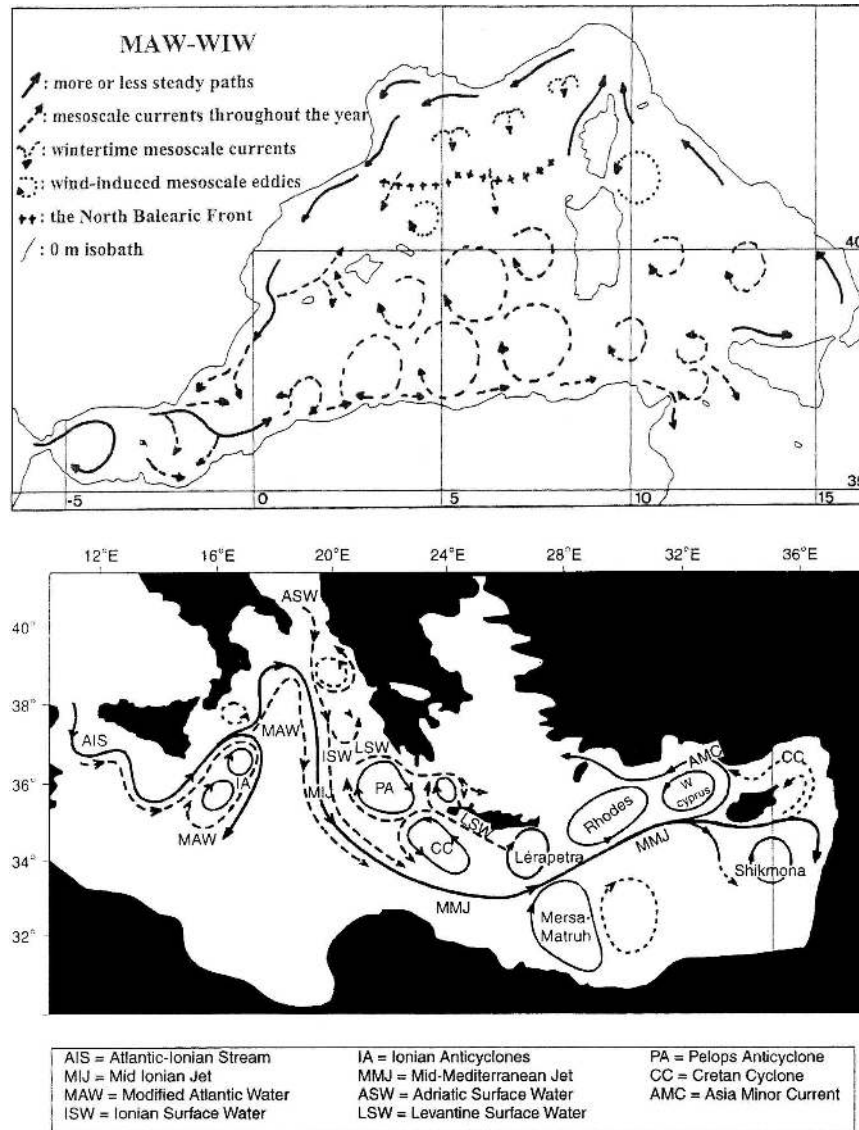 MAW-WIW
: more or less steady paths
: mesoscale currents throughout the year
: wintertime mesoscale currents
: wind-induced mesoscale eddies
: the North Balearic Front
: 0 m isobath
40
35
-5 0 5 10 15
12°E 16°E 20°E 24°E 28°E 32°E 36°E
40°
38°
36°
34°
32°
ASW
AIS
MAW
ISW
LSW
AMC
CC
IA
MIJ
PA
W
cyprus
Rhodes
MAW
LSW
CC
Lérapetra
MMJ
Shikmona
MMJ
Mersa-
Matruh
AIS = Atlantic-Ionian Stream IA = Ionian Anticyclones PA = Pelops Anticyclone
MIJ = Mid Ionian Jet MMJ = Mid-Mediterranean Jet CC = Cretan Cyclone
MAW = Modified Atlantic Water ASW = Adriatic Surface Water AMC = Asia Minor Current
ISW = Ionian Surface Water LSW = Levantine Surface Water